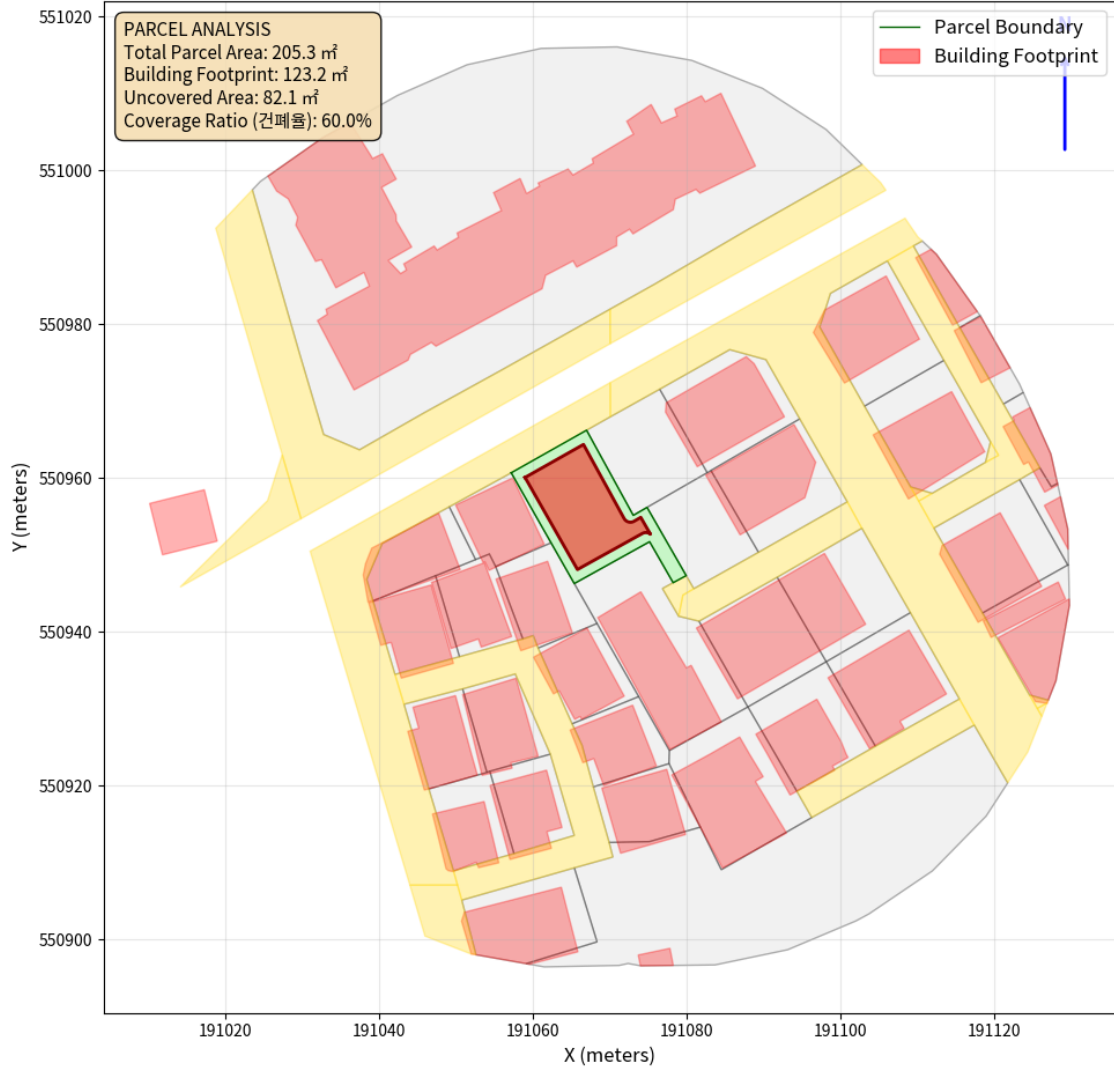 551020
PARCEL ANALYSIS
Total Parcel Area: 205.3 ㎡
Building Footprint: 123.2 ㎡
Uncovered Area: 82.1 ㎡
Coverage Ratio (건폐율): 60.0%
Parcel Boundary
Building Footprint
N
551000
550980
550960
550940
550920
550900
Y (meters)
191020 191040 191060 191080 191100 191120
X (meters)